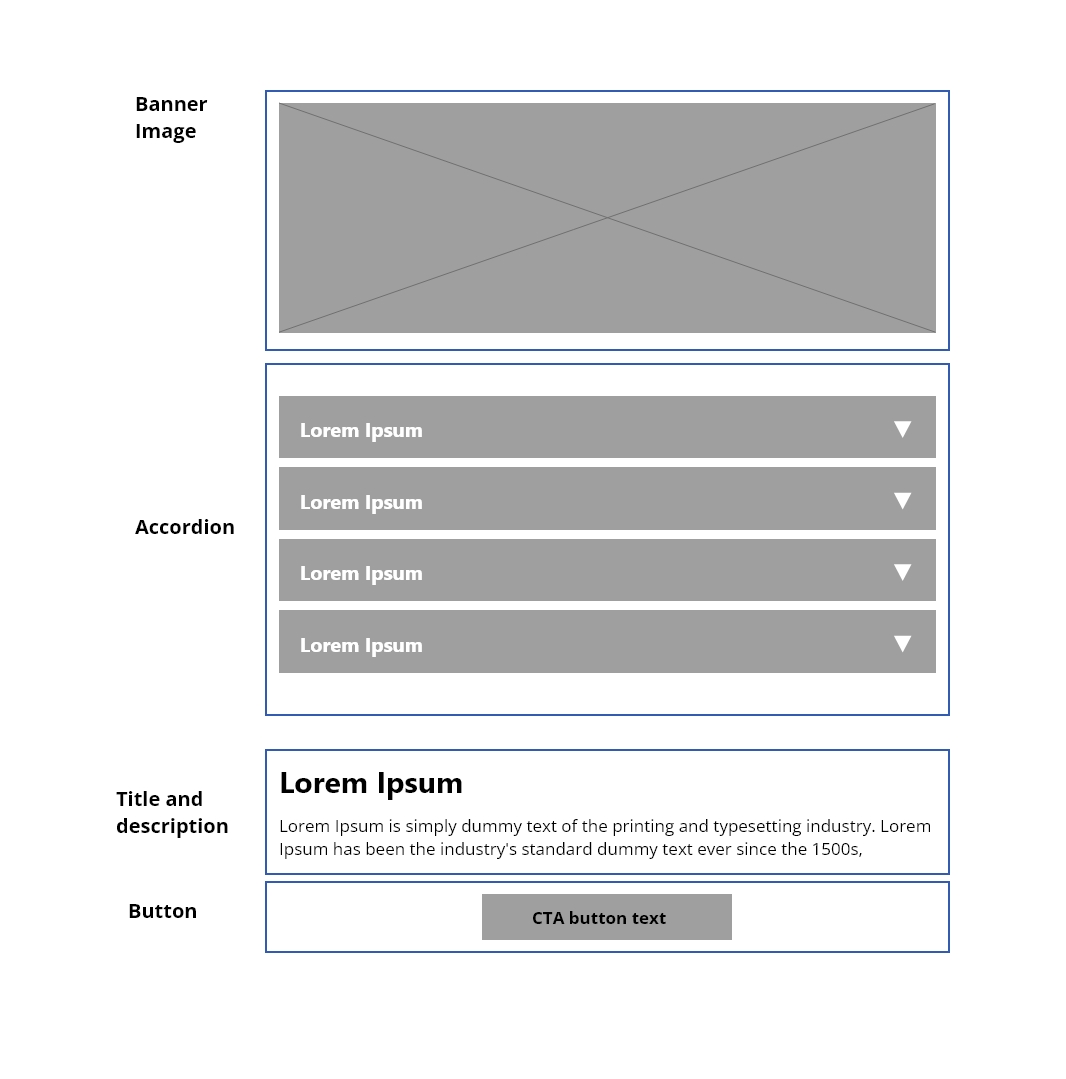 Banner
Image
Lorem Ipsum
Lorem Ipsum
Accordion
Lorem Ipsum
Lorem Ipsum
Title and
description
Lorem Ipsum
Lorem Ipsum is simply dummy text of the printing and typesetting industry. Lorem
Ipsum has been the industry's standard dummy text ever since the 1500s,
Button
CTA button text